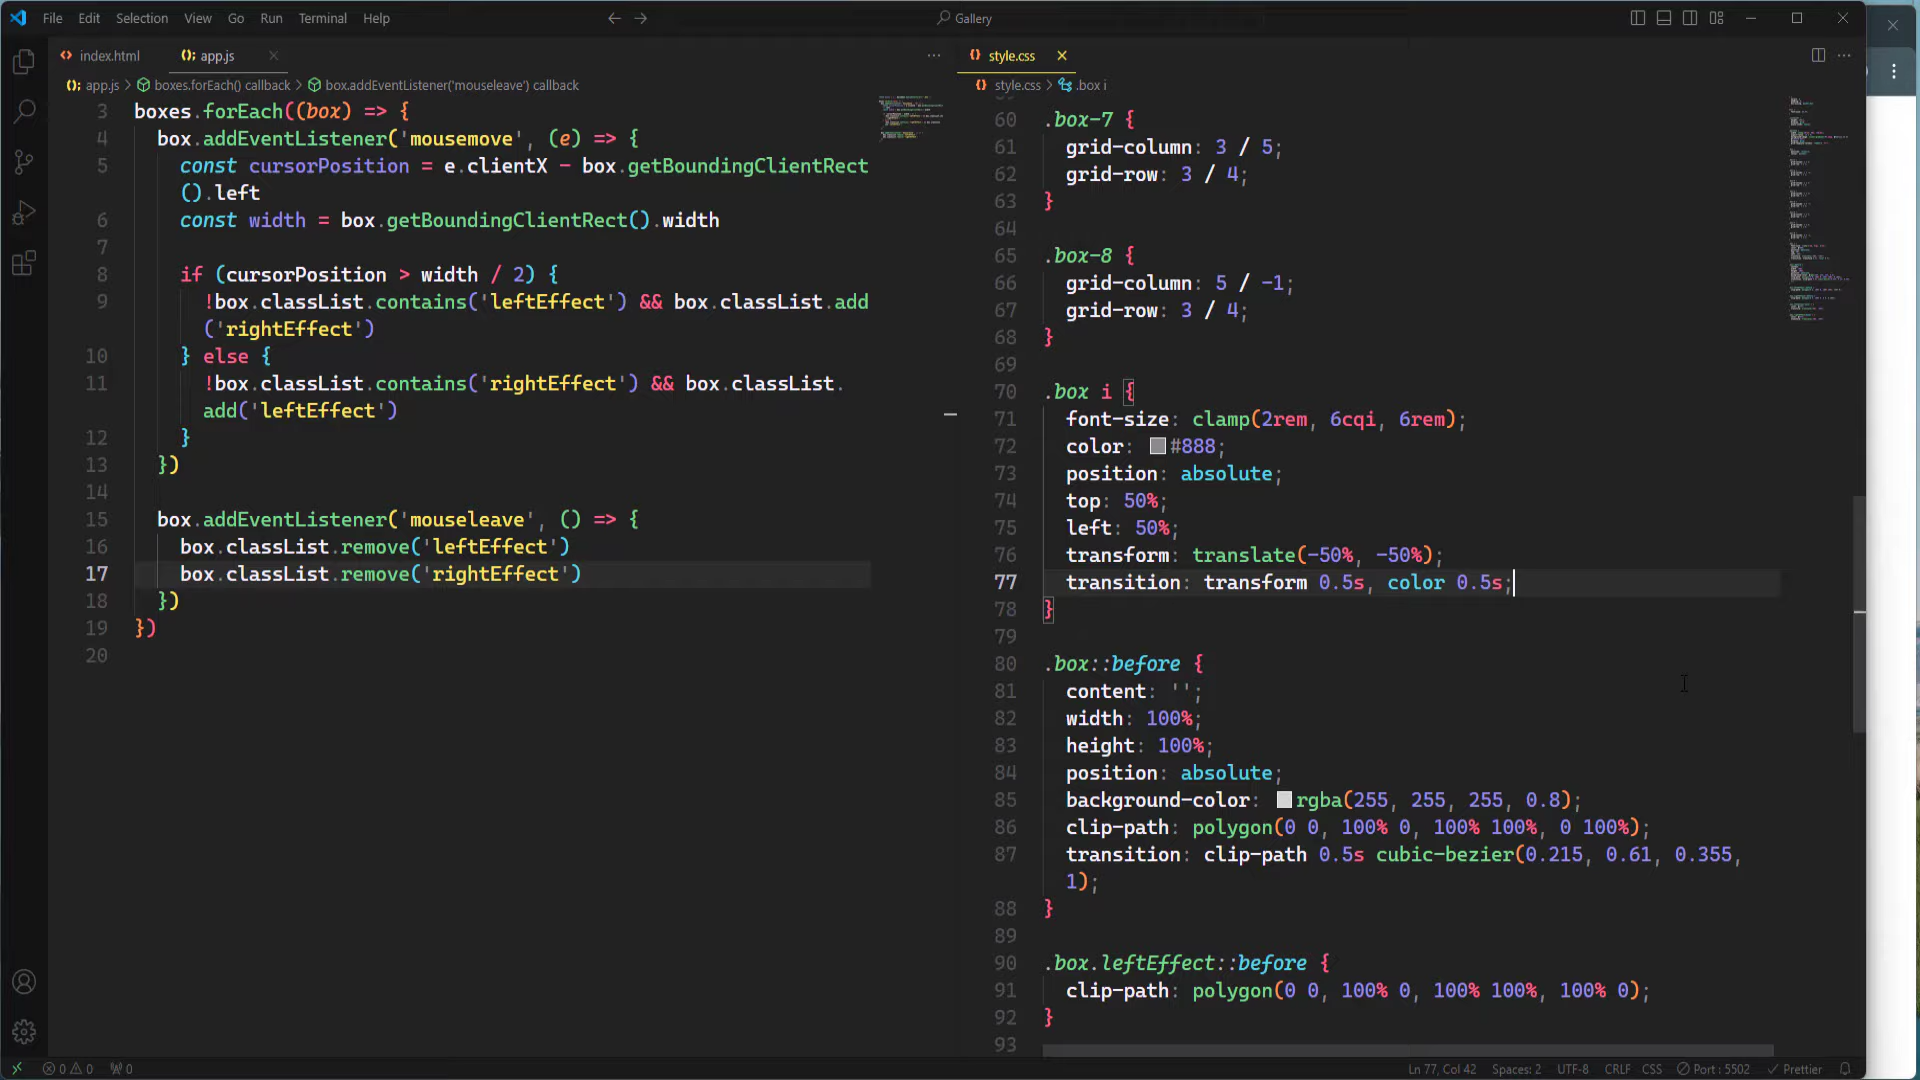 File Edit Selection View Go Run Terminal Help
Gallery
index.html
app.js
style.css
app.js > boxes.forEach() callback > box.addEventListener('mouseleave') callback
3 boxes.forEach((box) => {
4 box.addEventListener('mousemove', (e) => {
5 const cursorPosition = e.clientX - box.getBoundingClientRect
().left
6 const width = box.getBoundingClientRect().width
7
8 if (cursorPosition > width / 2) {
9 !box.classList.contains('leftEffect') && box.classList.add
('rightEffect')
10 } else {
11 !box.classList.contains('rightEffect') && box.classList.
add('leftEffect')
12 }
13 })
14
15 box.addEventListener('mouseleave', () => {
16 box.classList.remove('leftEffect')
17 box.classList.remove('rightEffect')
18 })
19 })
20
style.css > .box i
60 .box-7 {
61 grid-column: 3 / 5;
62 grid-row: 3 / 4;
63 }
64
65 .box-8 {
66 grid-column: 5 / -1;
67 grid-row: 3 / 4;
68 }
69
70 .box i {
71 font-size: clamp(2rem, 6cqi, 6rem);
72 color: #888;
73 position: absolute;
74 top: 50%;
75 left: 50%;
76 transform: translate(-50%, -50%);
77 transition: transform 0.5s, color 0.5s;
78 }
79
80 .box::before {
81 content: '';
82 width: 100%;
83 height: 100%;
84 position: absolute;
85 background-color: rgba(255, 255, 255, 0.8);
86 clip-path: polygon(0 0, 100% 0, 100% 100%, 0 100%);
87 transition: clip-path 0.5s cubic-bezier(0.215, 0.61, 0.355,
1);
88 }
89
90 .box.leftEffect::before {
91 clip-path: polygon(0 0, 100% 0, 100% 100%, 100% 0);
92 }
93
0 0 0
Ln 77, Col 42 Spaces: 2 UTF-8 CRLF CSS Port : 5502 Prettier